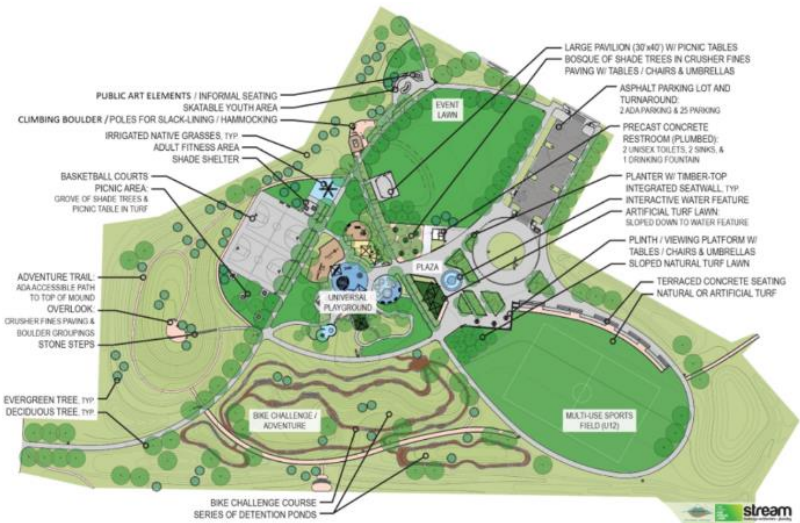 PUBLIC ART ELEMENTS / INFORMAL SEATING
SKATABLE YOUTH AREA
CLIMBING BOULDER / POLES FOR SLACK-LINING / HAMMOCKING
IRRIGATED NATIVE GRASSES, TYP.
ADULT FITNESS AREA
SHADE SHELTER
BASKETBALL COURTS
PICNIC AREA:
GROVE OF SHADE TREES &
PICNIC TABLE IN TURF
ADVENTURE TRAIL:
ADA ACCESSIBLE PATH
TO TOP OF MOUND
OVERLOOK:
CRUSHER FINES PAVING &
BOULDER GROUPINGS
STONE STEPS
EVERGREEN TREE, TYP.
DECIDUOUS TREE, TYP.
EVENT
LAWN
PLAZA
UNIVERSAL
PLAYGROUND
BIKE CHALLENGE /
ADVENTURE
MULTI-USE SPORTS
FIELD (U12)
BIKE CHALLENGE COURSE
SERIES OF DETENTION PONDS
LARGE PAVILION (30'x40') W/ PICNIC TABLES
BOSQUE OF SHADE TREES IN CRUSHER FINES
PAVING W/ TABLES / CHAIRS & UMBRELLAS
ASPHALT PARKING LOT AND
TURNAROUND:
2 ADA PARKING & 25 PARKING
PRECAST CONCRETE
RESTROOM (PLUMBED):
2 UNISEX TOILETS, 2 SINKS, &
1 DRINKING FOUNTAIN
PLANTER W/ TIMBER-TOP
INTEGRATED SEATWALL, TYP.
INTERACTIVE WATER FEATURE
ARTIFICIAL TURF LAWN:
SLOPED DOWN TO WATER FEATURE
PLINTH / VIEWING PLATFORM W/
TABLES / CHAIRS & UMBRELLAS
SLOPED NATURAL TURF LAWN
TERRACED CONCRETE SEATING
NATURAL OR ARTIFICIAL TURF
stream